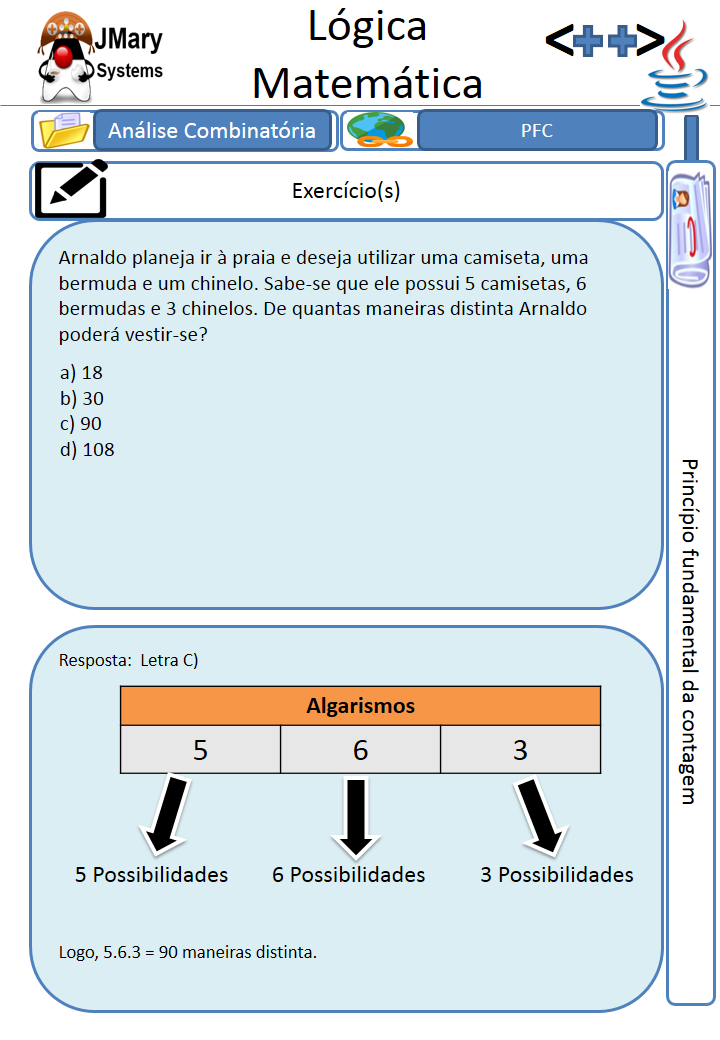 Lógica
Matemática
JMary
Systems
<++>
Análise Combinatória
PFC
Exercício(s)
Arnaldo planeja ir à praia e deseja utilizar uma camiseta, uma
bermuda e um chinelo. Sabe-se que ele possui 5 camisetas, 6
bermudas e 3 chinelos. De quantas maneiras distinta Arnaldo
poderá vestir-se?
a) 18
b) 30
c) 90
d) 108
Princípio fundamental da contagem
Resposta:  Letra C)
Algarismos
5 6 3
5 Possibilidades 6 Possibilidades 3 Possibilidades
Logo, 5.6.3 = 90 maneiras distinta.